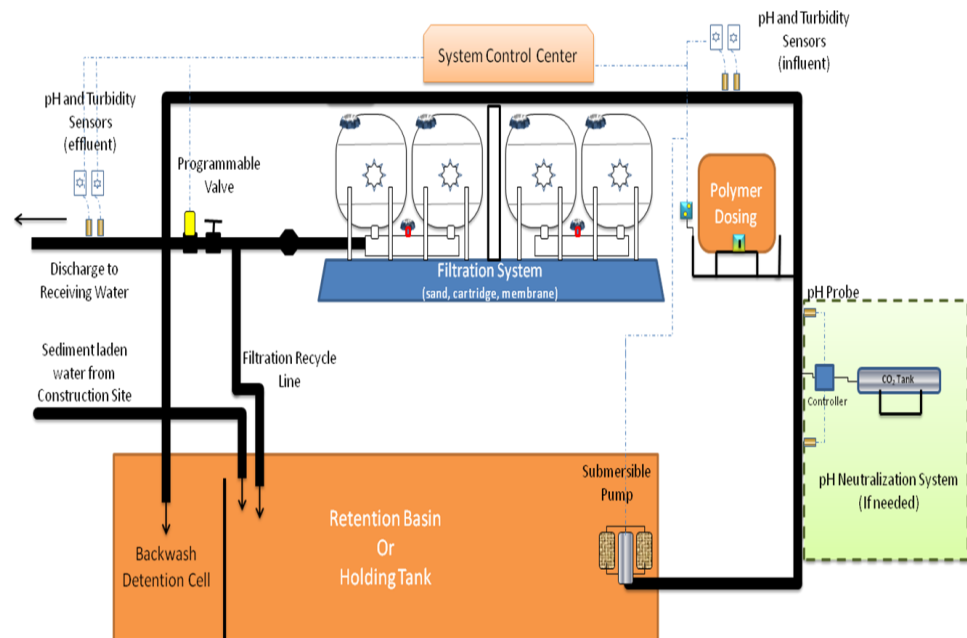 System Control Center
pH and Turbidity
Sensors
(influent)
pH and Turbidity
Sensors
(effluent)
Programmable
Valve
Polymer
Dosing
Discharge to
Receiving Water
Filtration System
(sand, cartridge, membrane)
pH Probe
Sediment laden
water from
Construction Site
Filtration Recycle
Line
CO₂ Tank
Controller
Submersible
Pump
pH Neutralization System
(If needed)
Retention Basin
Or
Holding Tank
Backwash
Detention Cell